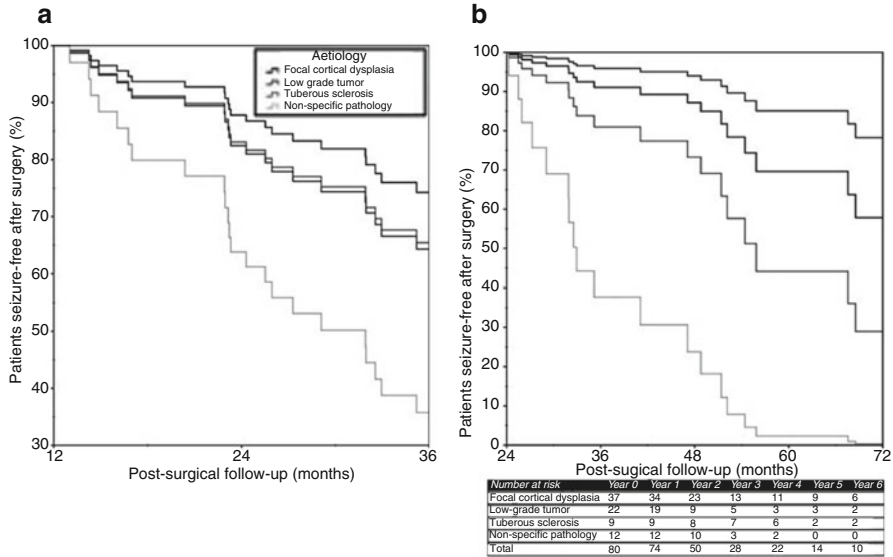 a
Patients seizure-free after surgery (%)
100
90
80
70
60
50
40
30
12
24
36
Post-surgical follow-up (months)
Aetiology
Focal cortical dysplasia
Low grade tumor
Tuberous sclerosis
Non-specific pathology
b
Patients seizure-free after surgery (%)
100
90
80
70
60
50
40
30
20
10
0
24
36
48
60
72
Post-sugical follow-up (months)
Number at risk Year 0 Year 1 Year 2 Year 3 Year 4 Year 5 Year 6
Focal cortical dysplasia 37 34 23 13 11 9 6
Low-grade tumor 22 19 9 5 3 3 2
Tuberous sclerosis 9 9 8 7 6 2 2
Non-specific pathology 12 12 10 3 2 0 0
Total 80 74 50 28 22 14 10